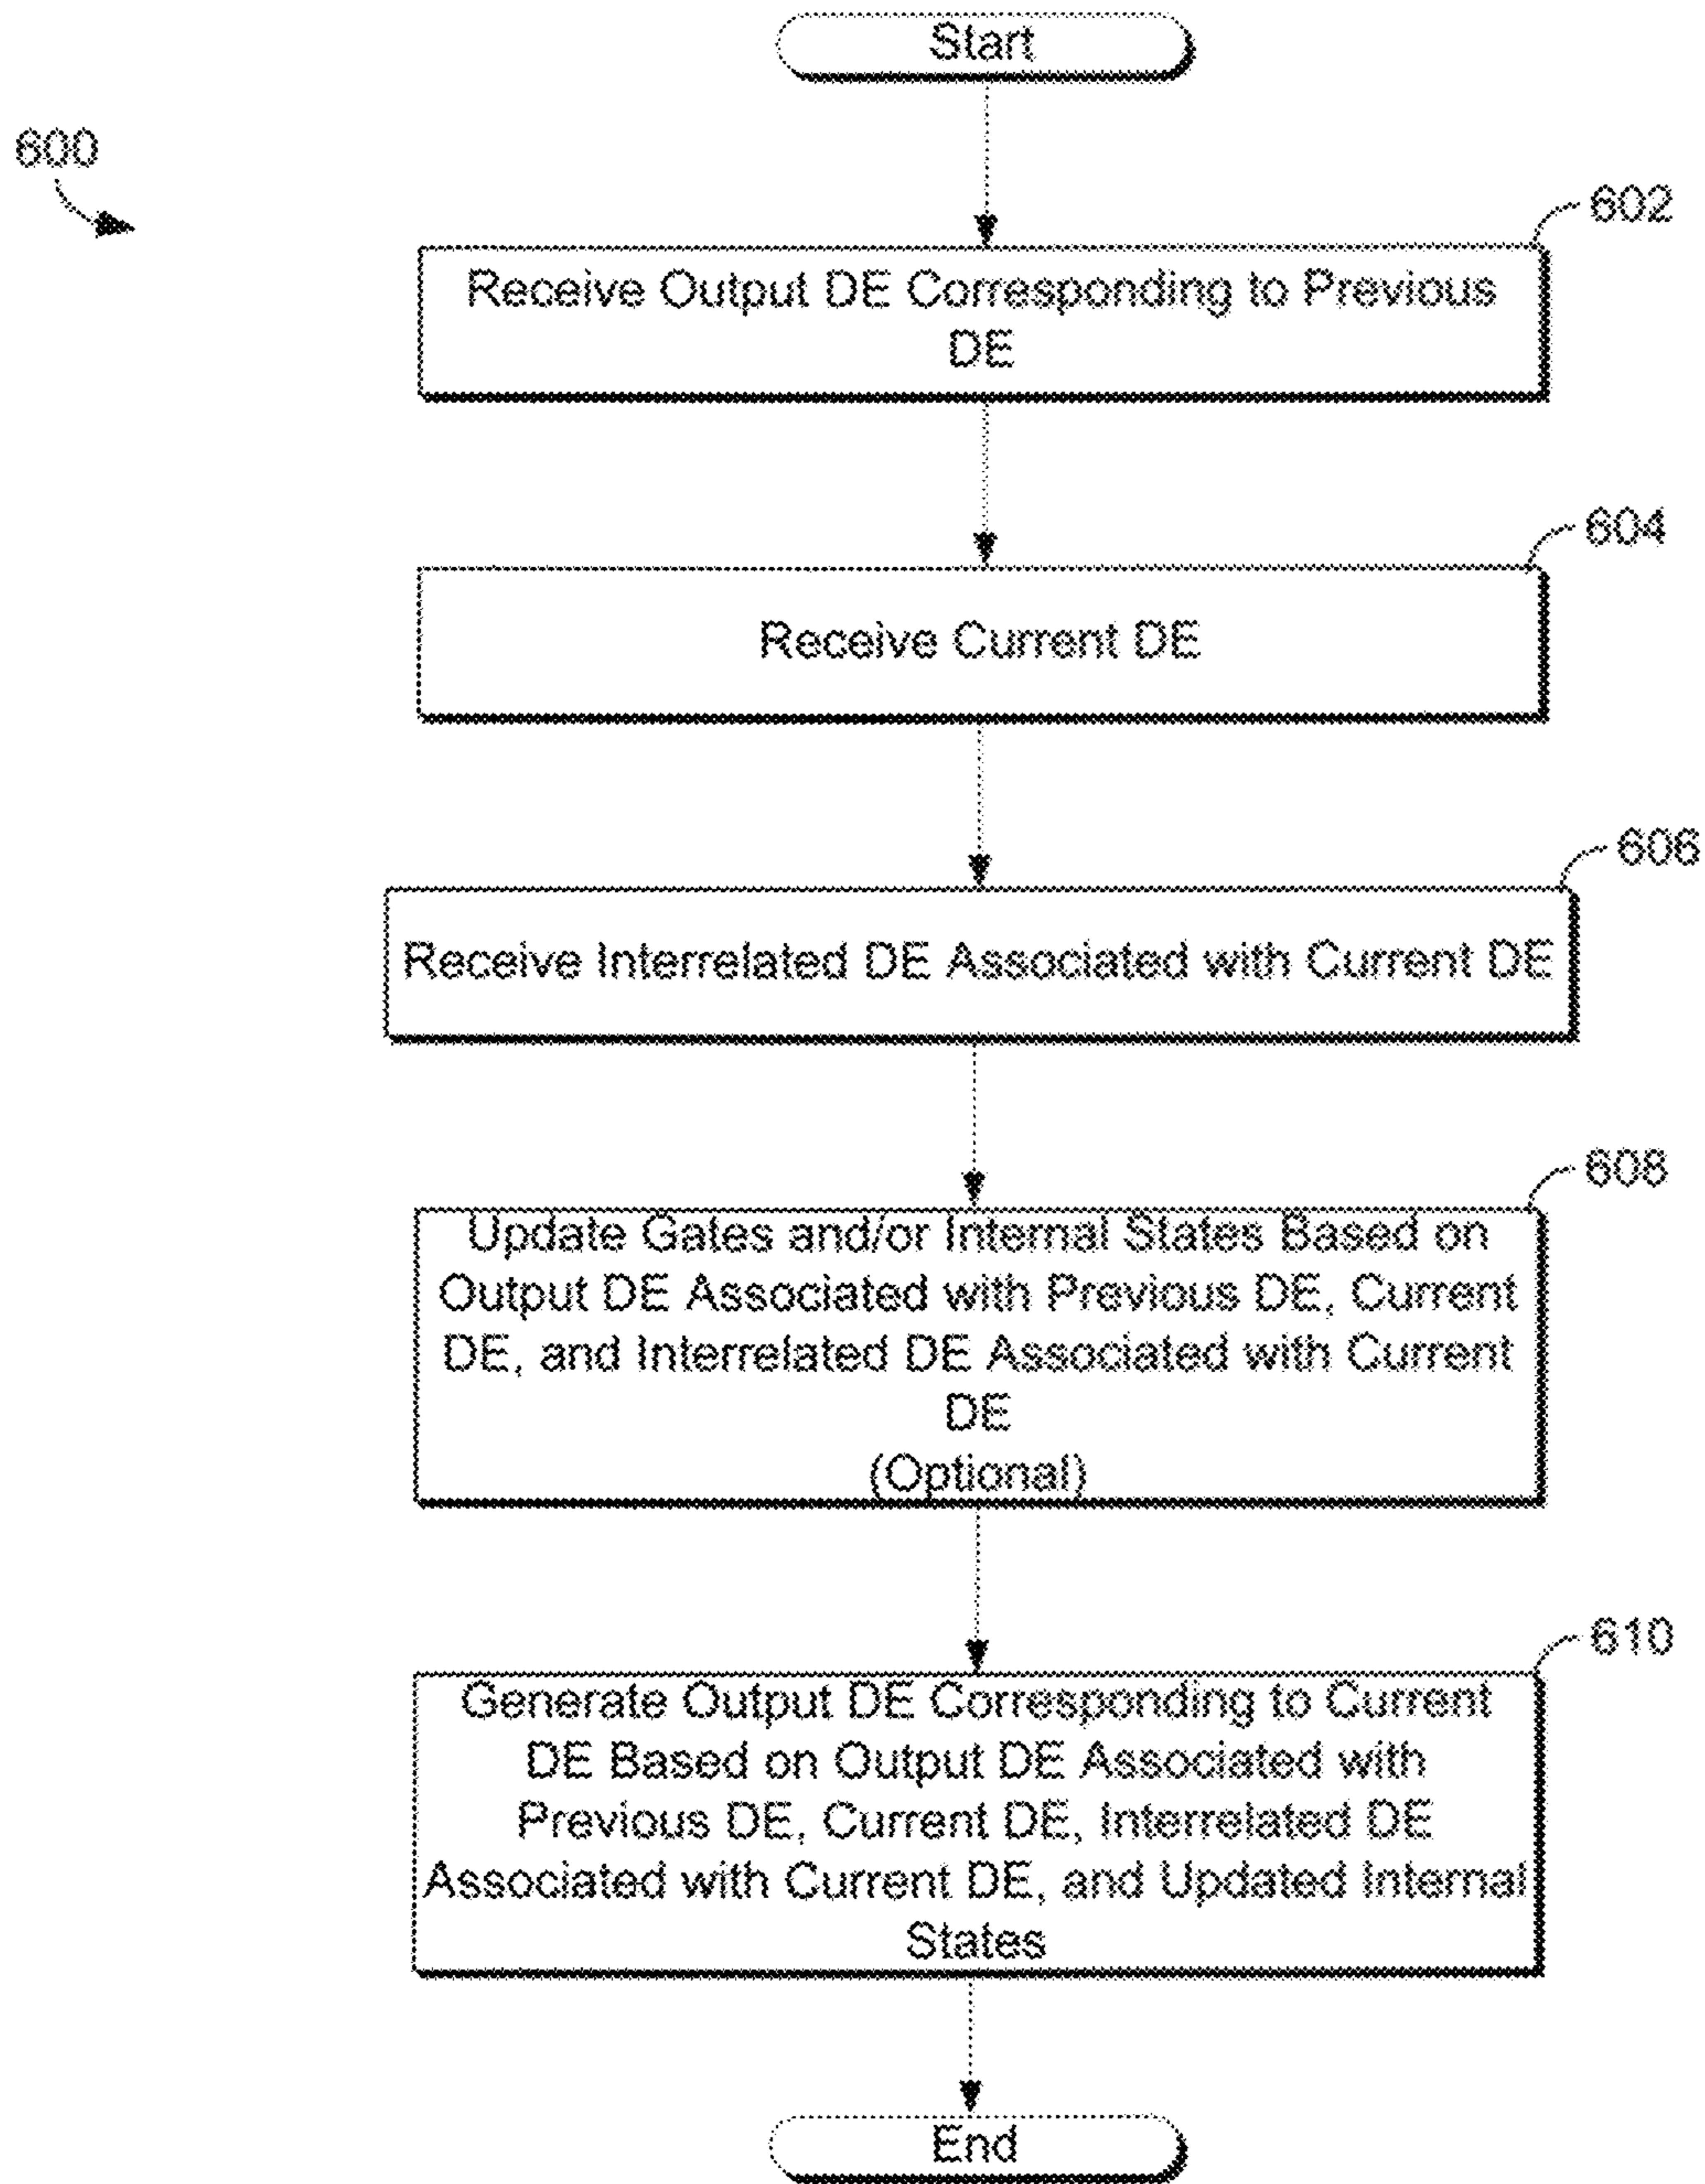 Start
600
602
Receive Output DE Corresponding to Previous
DE
604
Receive Current DE
606
Receive Interrelated DE Associated with Current DE
608
Update Gates and/or Internal States Based on
Output DE Associated with Previous DE, Current
DE, and Interrelated DE Associated with Current
DE
(Optional)
610
Generate Output DE Corresponding to Current
DE Based on Output DE Associated with
Previous DE, Current DE, Interrelated DE
Associated with Current DE, and Updated Internal
States
End